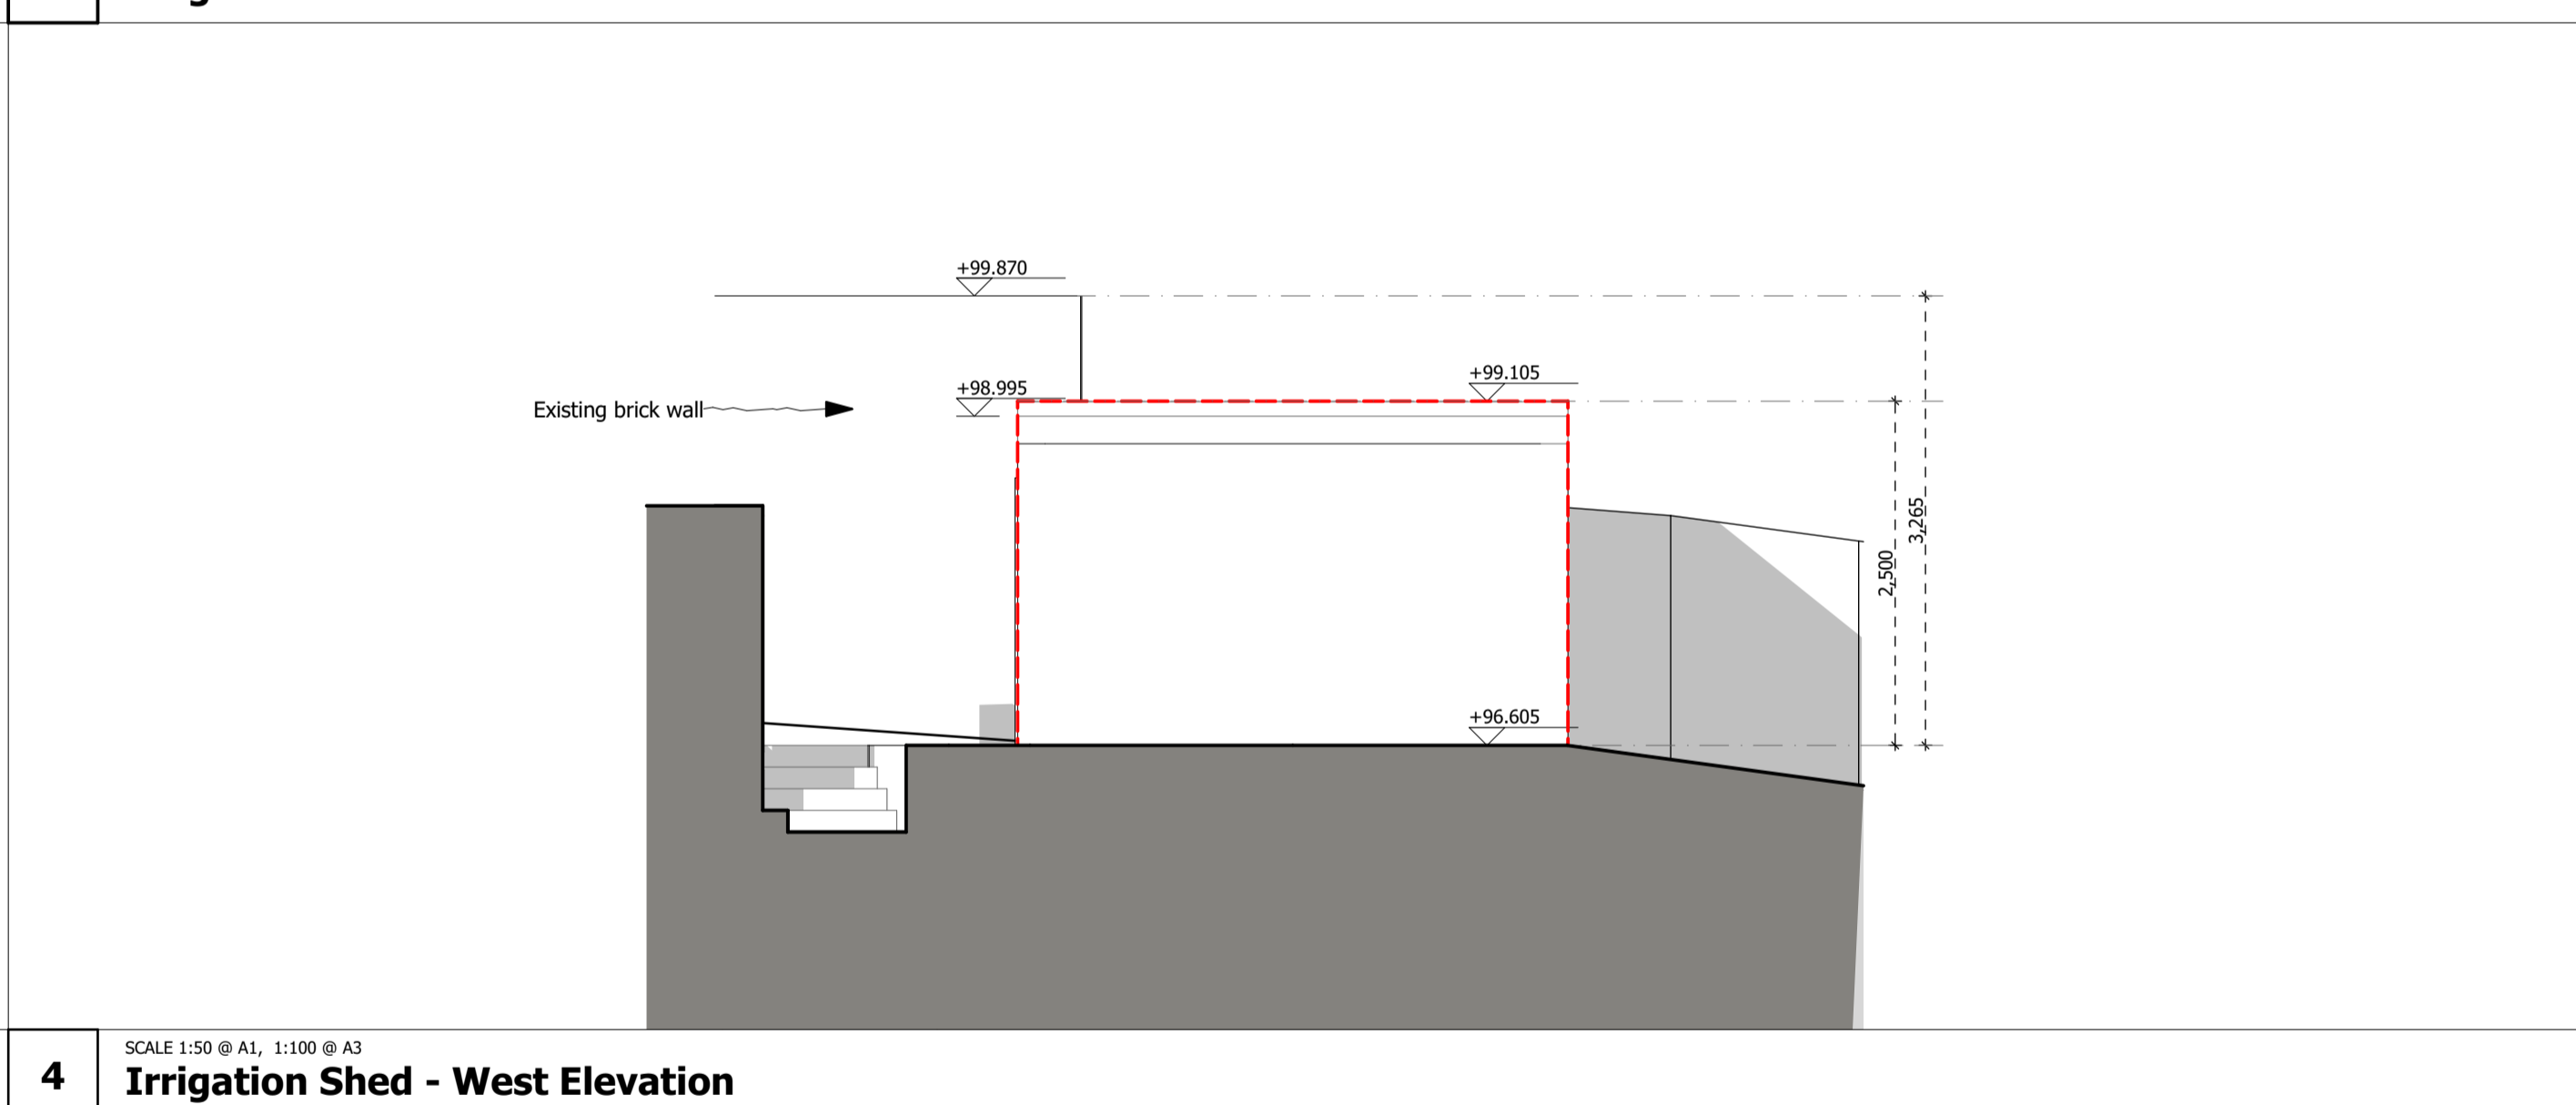 +99.870
+99.105
+98.995
Existing brick wall
3,265
2,500
+96.605
4
SCALE 1:50 @ A1, 1:100 @ A3
Irrigation Shed - West Elevation